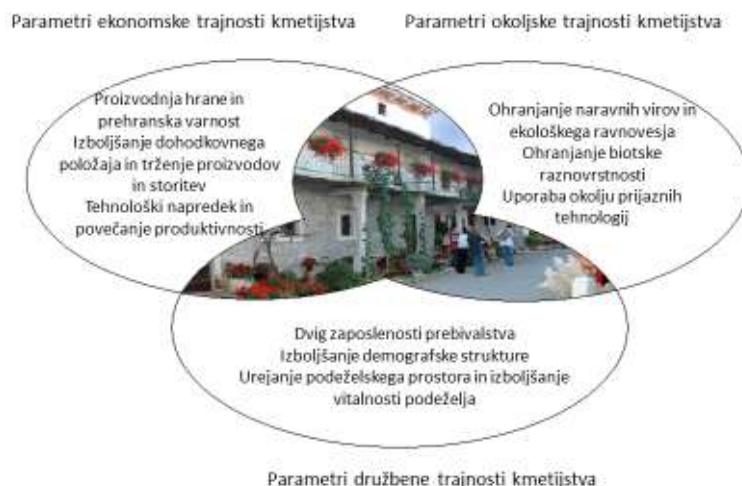 Parametri ekonomske trajnosti kmetijstva
Parametri okoljske trajnosti kmetijstva
Proizvodnja hrane in
prehranska varnost
Izboljšanje dohodkovnega
položaja in trženje proizvodov
in storitev
Tehnološki napredek in
povečanje produktivnosti
Ohranjanje naravnih virov in
ekološkega ravnovesja
Ohranjanje biotske
raznovrstnosti
Uporaba okolju prijaznih
tehnologij
Dvig zaposlenosti prebivalstva
Izboljšanje demografske strukture
Urejanje podeželskega prostora in izboljšanje
vitalnosti podeželja
Parametri družbene trajnosti kmetijstva